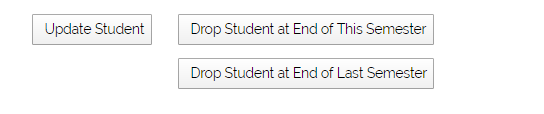 Update Student
Drop Student at End of This Semester
Drop Student at End of Last Semester